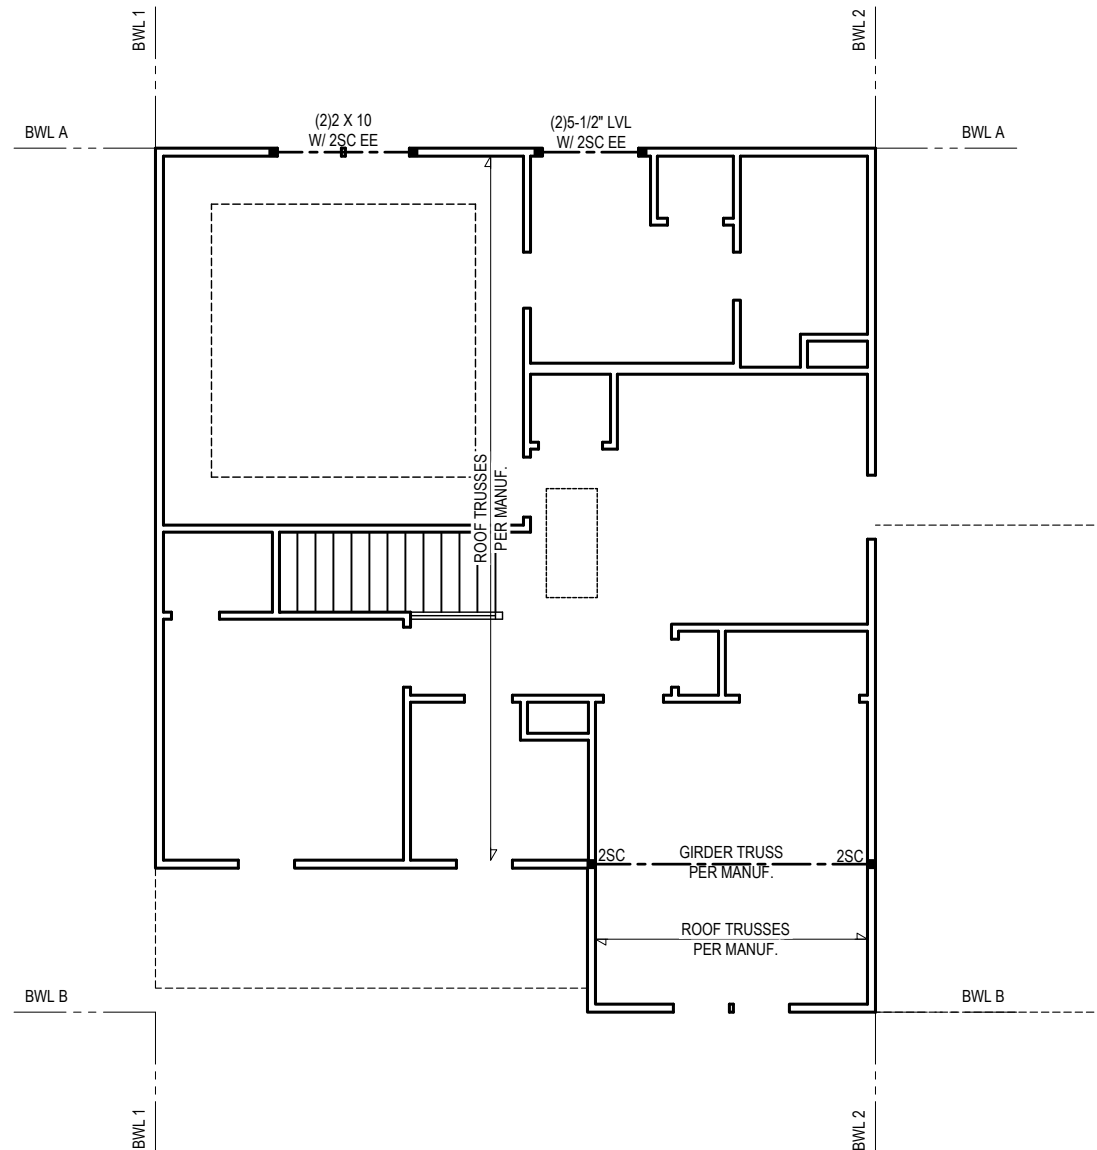 BWL 1
BWL 2
BWL A
(2)2 X 10
W/ 2SC EE
(2)5-1/2" LVL
W/ 2SC EE
BWL A
ROOF TRUSSES
PER MANUF.
2SC
GIRDER TRUSS
PER MANUF.
2SC
ROOF TRUSSES
PER MANUF.
BWL B
BWL B
BWL 1
BWL 2